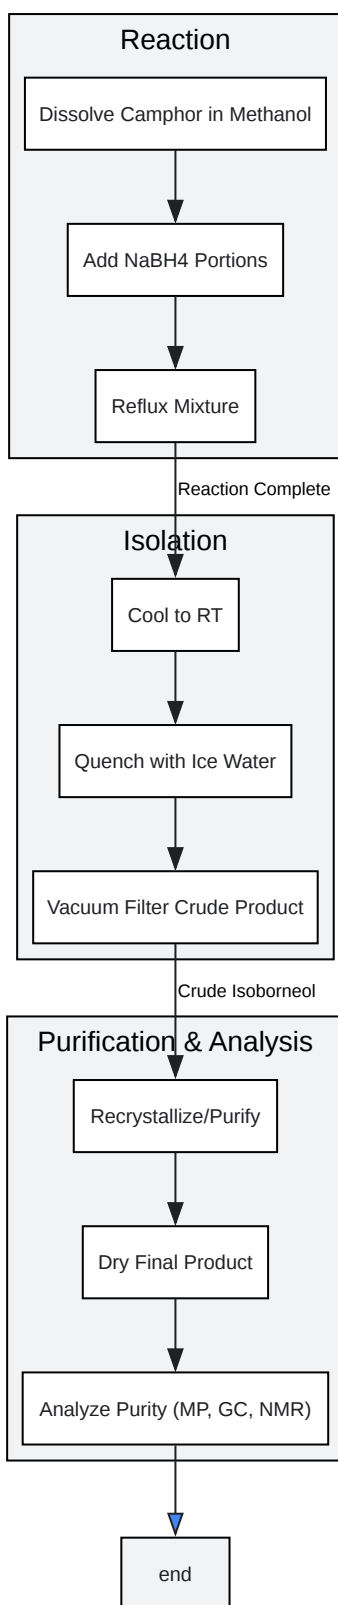 Reaction
Dissolve Camphor in Methanol
Add NaBH4 Portions
Reflux Mixture
Reaction Complete
Isolation
Cool to RT
Quench with Ice Water
Vacuum Filter Crude Product
Crude Isoborneol
Purification & Analysis
Recrystallize/Purify
Dry Final Product
Analyze Purity (MP, GC, NMR)
end